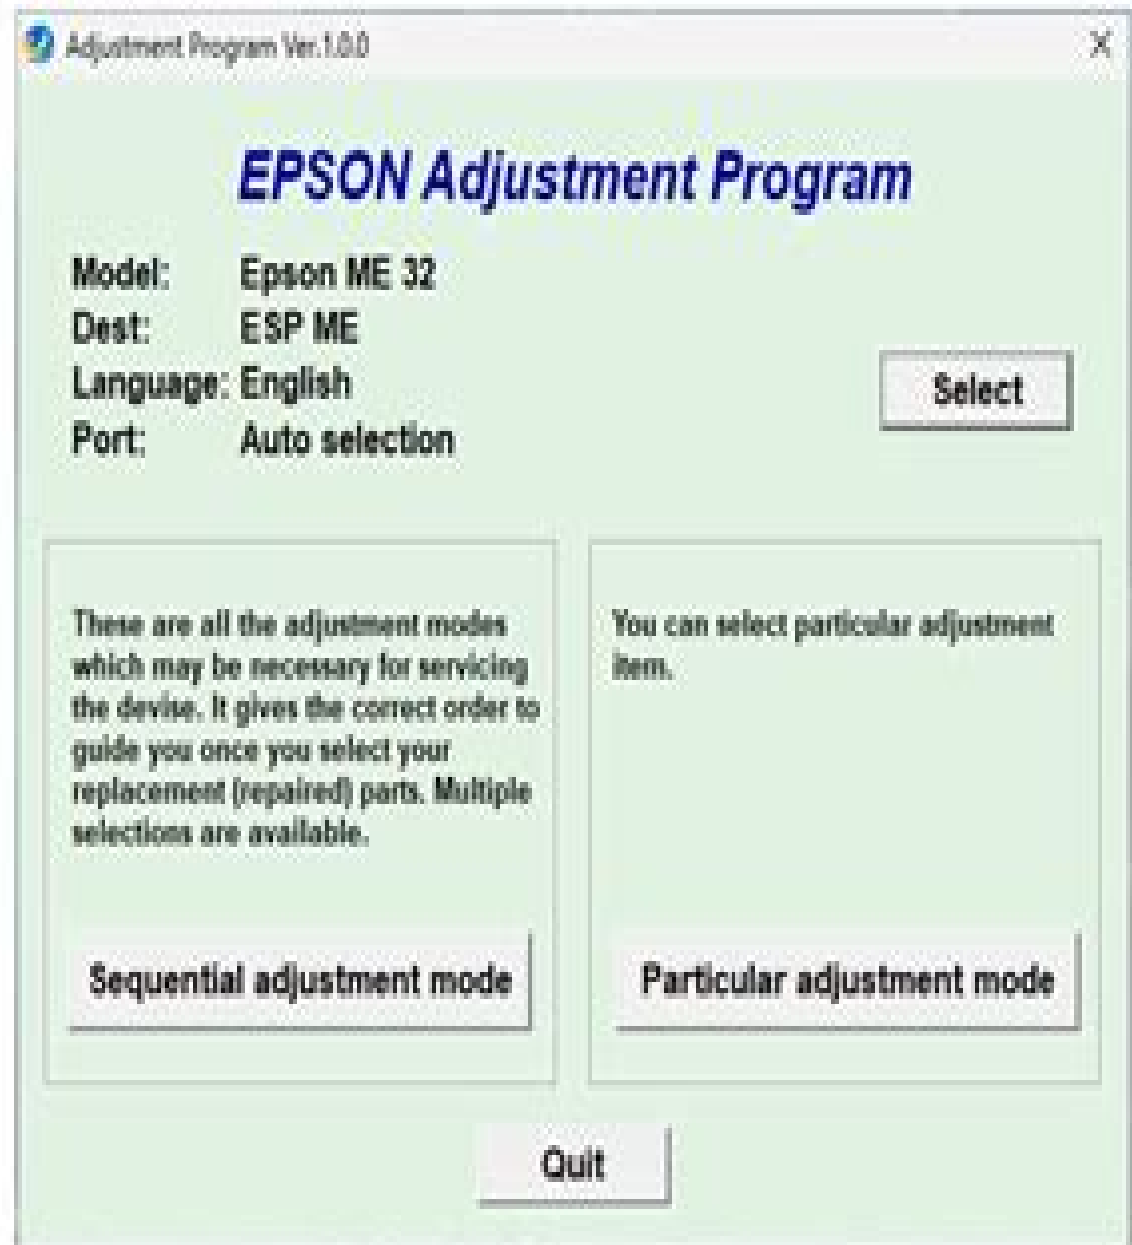 Adjustment Program Ver.1.0.0
X
EPSON Adjustment Program
Model: Epson ME 32
Dest: ESP ME
Language: English
Port: Auto selection
Select
These are all the adjustment modes
which may be necessary for servicing
the devise. It gives the correct order to
guide you once you select your
replacement (repaired) parts. Multiple
selections are available.
Sequential adjustment mode
You can select particular adjustment
item.
Particular adjustment mode
Quit